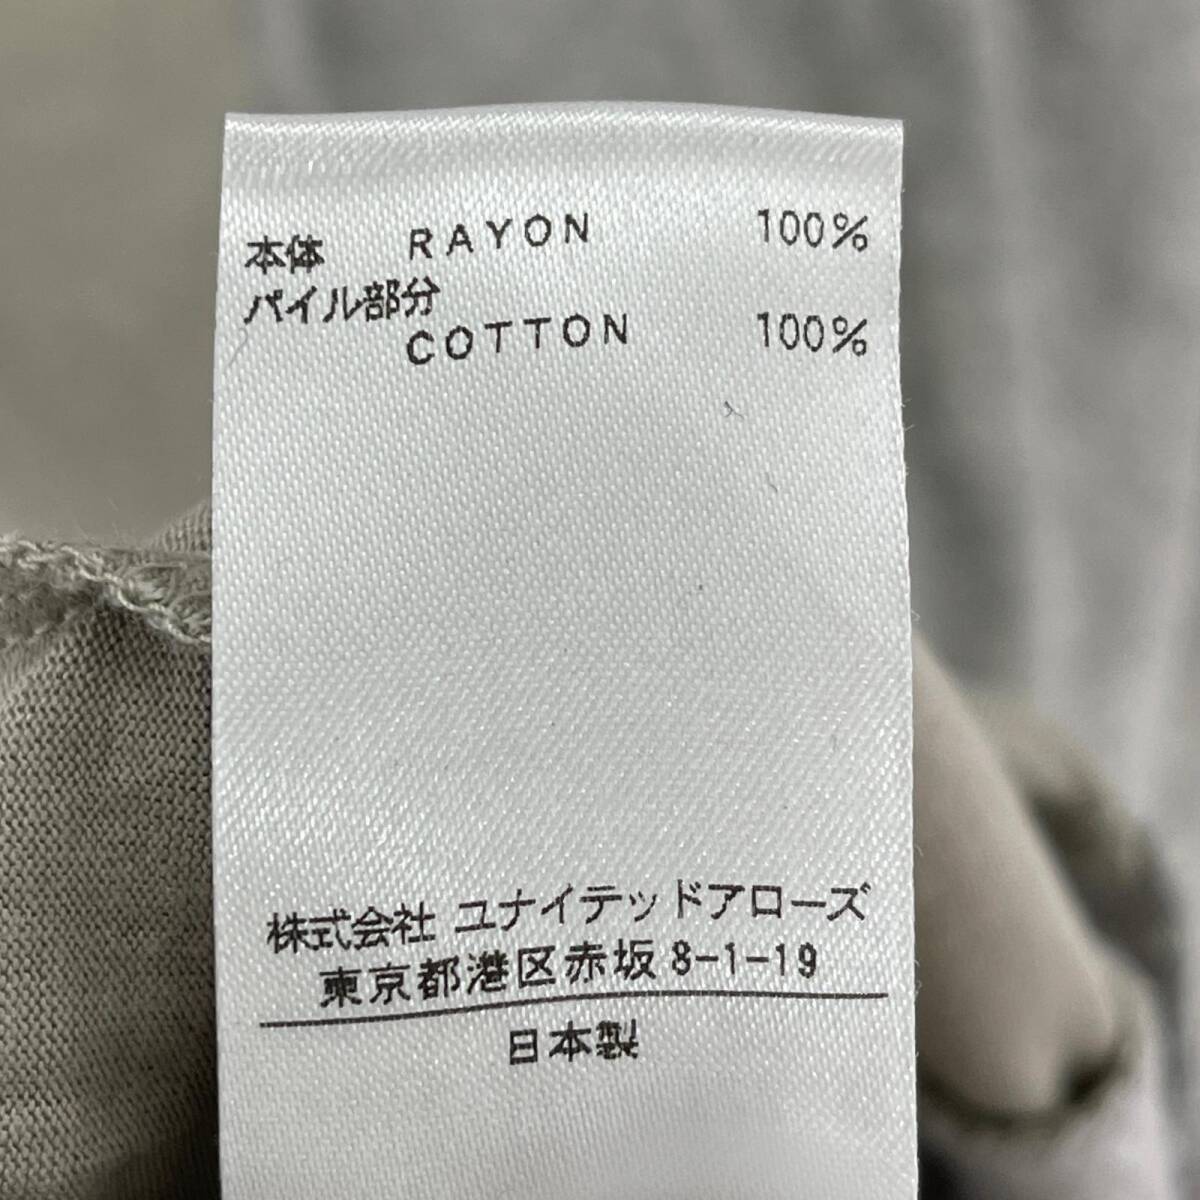 本体 RAYON 100%
パイル部分
COTTON 100%
株式会社 ユナイテッドアローズ
東京都港区赤坂8-1-19
日本製